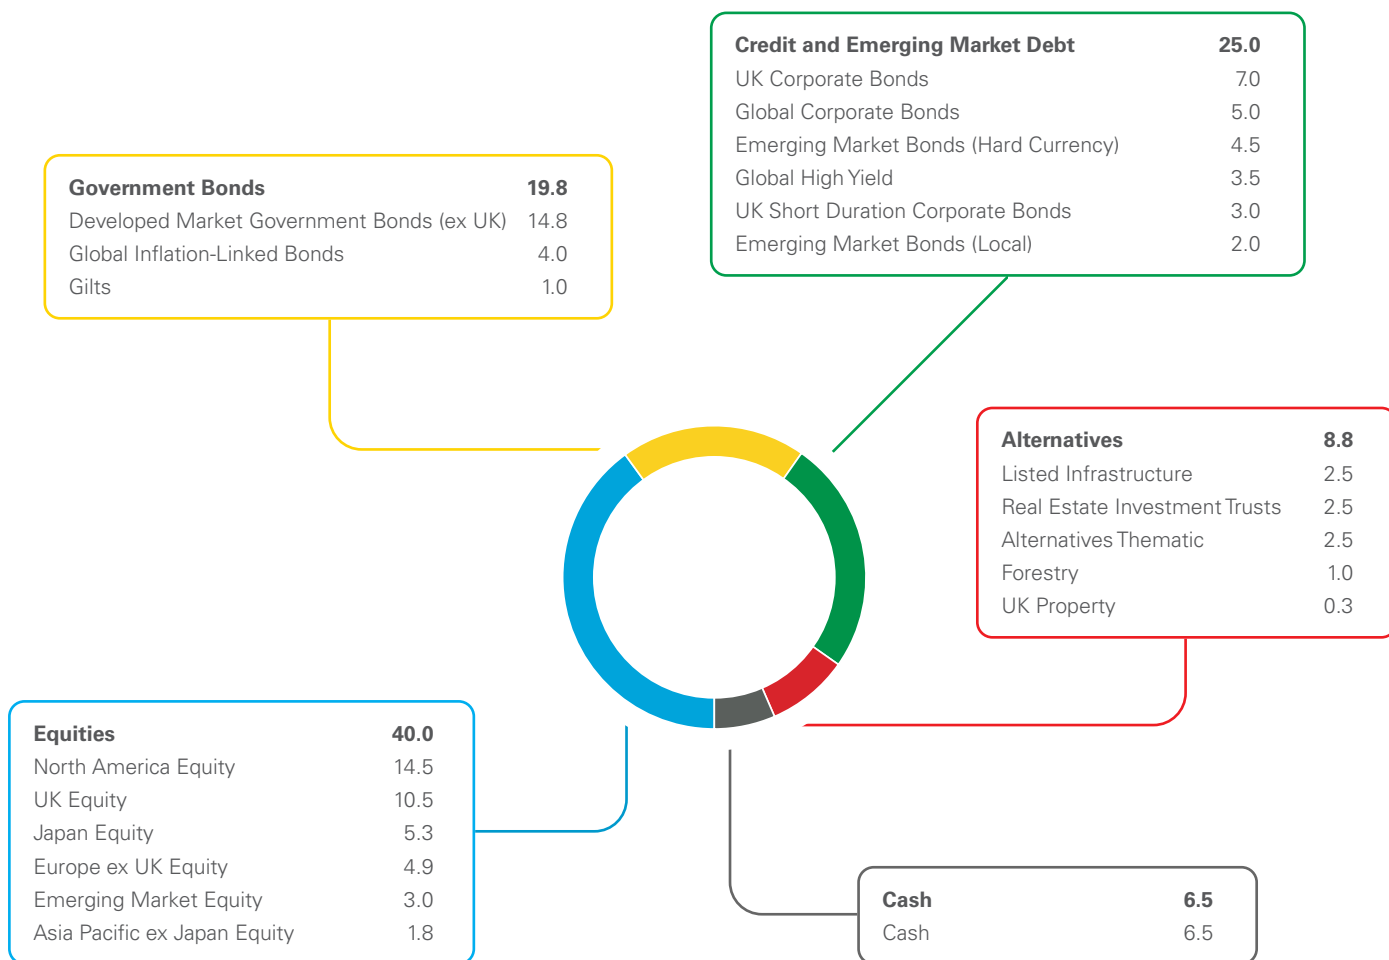 Credit and Emerging Market Debt 25.0
UK Corporate Bonds 7.0
Global Corporate Bonds 5.0
Emerging Market Bonds (Hard Currency) 4.5
Global High Yield 3.5
UK Short Duration Corporate Bonds 3.0
Emerging Market Bonds (Local) 2.0
Government Bonds 19.8
Developed Market Government Bonds (ex UK) 14.8
Global Inflation-Linked Bonds 4.0
Gilts 1.0
Alternatives 8.8
Listed Infrastructure 2.5
Real Estate Investment Trusts 2.5
Alternatives Thematic 2.5
Forestry 1.0
UK Property 0.3
Equities 40.0
North America Equity 14.5
UK Equity 10.5
Japan Equity 5.3
Europe ex UK Equity 4.9
Emerging Market Equity 3.0
Asia Pacific ex Japan Equity 1.8
Cash 6.5
Cash 6.5